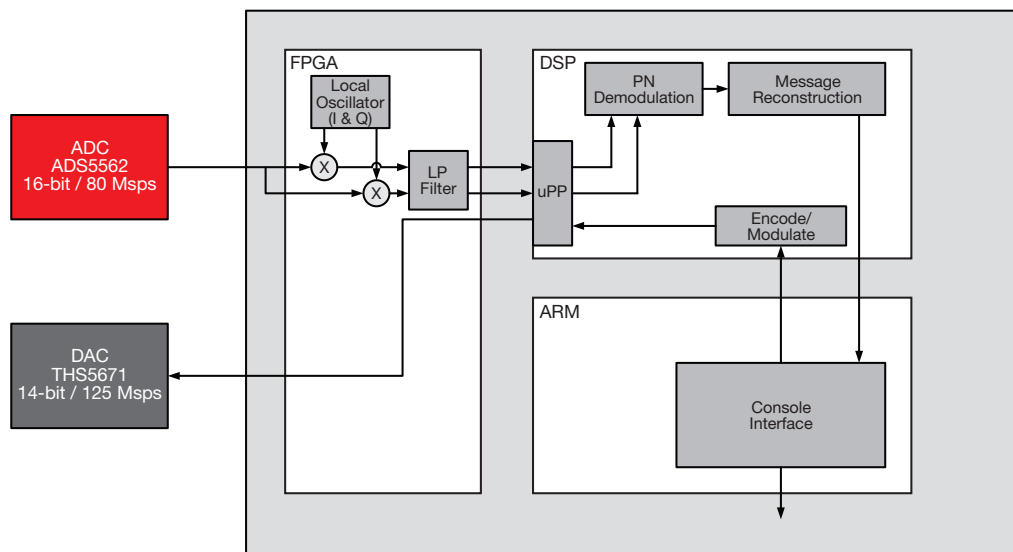 FPGA
Local
Oscillator
(I & Q)
X
X
LP
Filter
DSP
PN
Demodulation
Message
Reconstruction
uPP
Encode/
Modulate
ADC
ADS5562
16-bit / 80 Msps
DAC
THS5671
14-bit / 125 Msps
ARM
Console
Interface